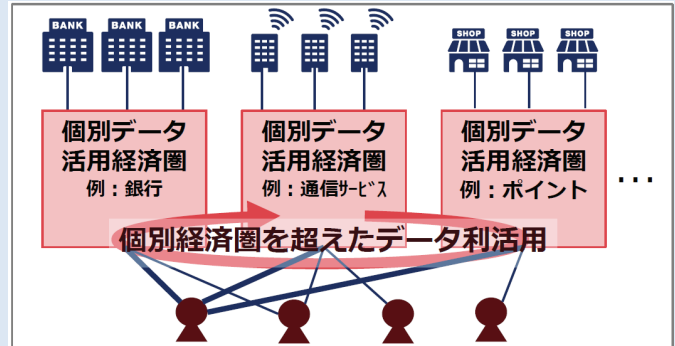 BANK BANK BANK
SHOP SHOP SHOP
個別データ
活用経済圏
例：銀行
個別データ
活用経済圏
例：通信ｻｰﾋﾞｽ
個別データ
活用経済圏
例：ポイント
...
個別経済圏を超えたデータ利活用